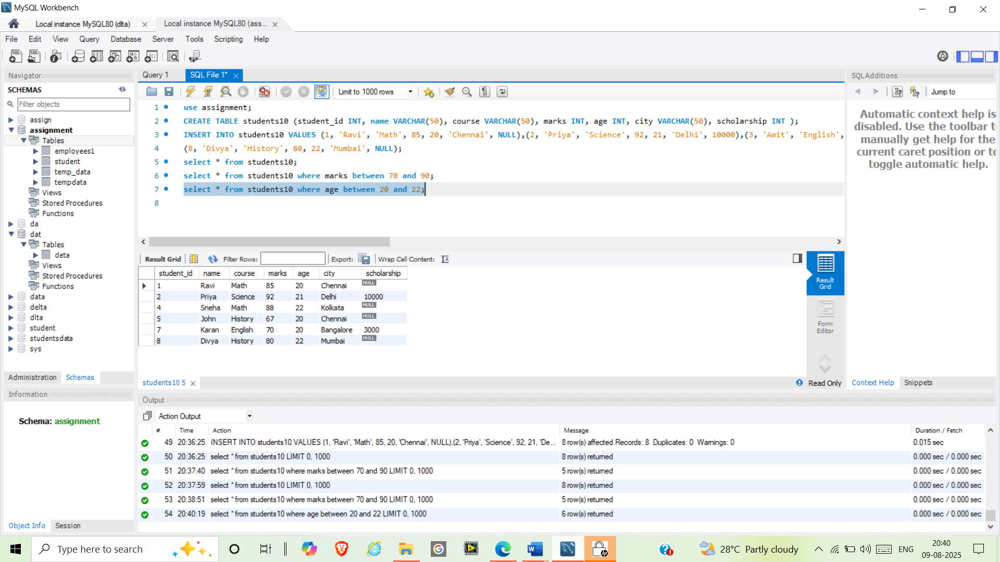 MySQL Workbench
Local instance MySQL80 (dlta)
Local instance MySQL80 (ass...
File Edit View Query Database Server Tools Scripting Help
Navigator
SCHEMAS
Filter objects
assign
assignment
Tables
employees1
student
temp_data
tempdata
Views
Stored Procedures
Functions
da
dat
Tables
deta
Views
Stored Procedures
Functions
data
delta
dlta
student
studentsdata
sys
Administration Schemas
Information
Schema: assignment
Object Info Session
Query 1 SQL File 1*
Limit to 1000 rows
1 use assignment;
2 CREATE TABLE students10 (student_id INT, name VARCHAR(50), course VARCHAR(50), marks INT, age INT, city VARCHAR(50), scholarship INT );
3 INSERT INTO students10 VALUES (1, 'Ravi', 'Math', 85, 20, 'Chennai', NULL),(2, 'Priya', 'Science', 92, 21, 'Delhi', 10000),(3, 'Amit', 'English',
4 (8, 'Divya', 'History', 80, 22, 'Mumbai', NULL);
5 select * from students10;
6 select * from students10 where marks between 70 and 90;
7 select * from students10 where age between 20 and 22;
8
Result Grid Filter Rows: Export: Wrap Cell Content:
student_id name course marks age city scholarship
1 Ravi Math 85 20 Chennai NULL
2 Priya Science 92 21 Delhi 10000
4 Sneha Math 88 22 Kolkata NULL
5 John History 67 20 Chennai NULL
7 Karan English 70 20 Bangalore 3000
8 Divya History 80 22 Mumbai NULL
Result
Grid
Form
Editor
students10 5
Read Only
SQLAdditions
Jump to
Automatic context help is
disabled. Use the toolbar t
manually get help for the
current caret position or to
toggle automatic help.
Context Help Snippets
Output
Action Output
# Time Action Message Duration / Fetch
49 20:36:25 INSERT INTO students10 VALUES (1, 'Ravi', 'Math', 85, 20, 'Chennai', NULL),(2, 'Priya', 'Science', 92, 21, 'De... 8 row(s) affected Records: 8 Duplicates: 0 Warnings: 0 0.015 sec
50 20:36:25 select * from students10 LIMIT 0, 1000 8 row(s) returned 0.000 sec / 0.000 sec
51 20:37:40 select * from students10 where marks between 70 and 90 LIMIT 0, 1000 5 row(s) returned 0.000 sec / 0.000 sec
52 20:37:59 select * from students10 LIMIT 0, 1000 8 row(s) returned 0.000 sec / 0.000 sec
53 20:38:51 select * from students10 where marks between 70 and 90 LIMIT 0, 1000 5 row(s) returned 0.000 sec / 0.000 sec
54 20:40:19 select * from students10 where age between 20 and 22 LIMIT 0, 1000 6 row(s) returned 0.000 sec / 0.000 sec
Type here to search
28°C Partly cloudy
ENG
20:40
09-08-2025